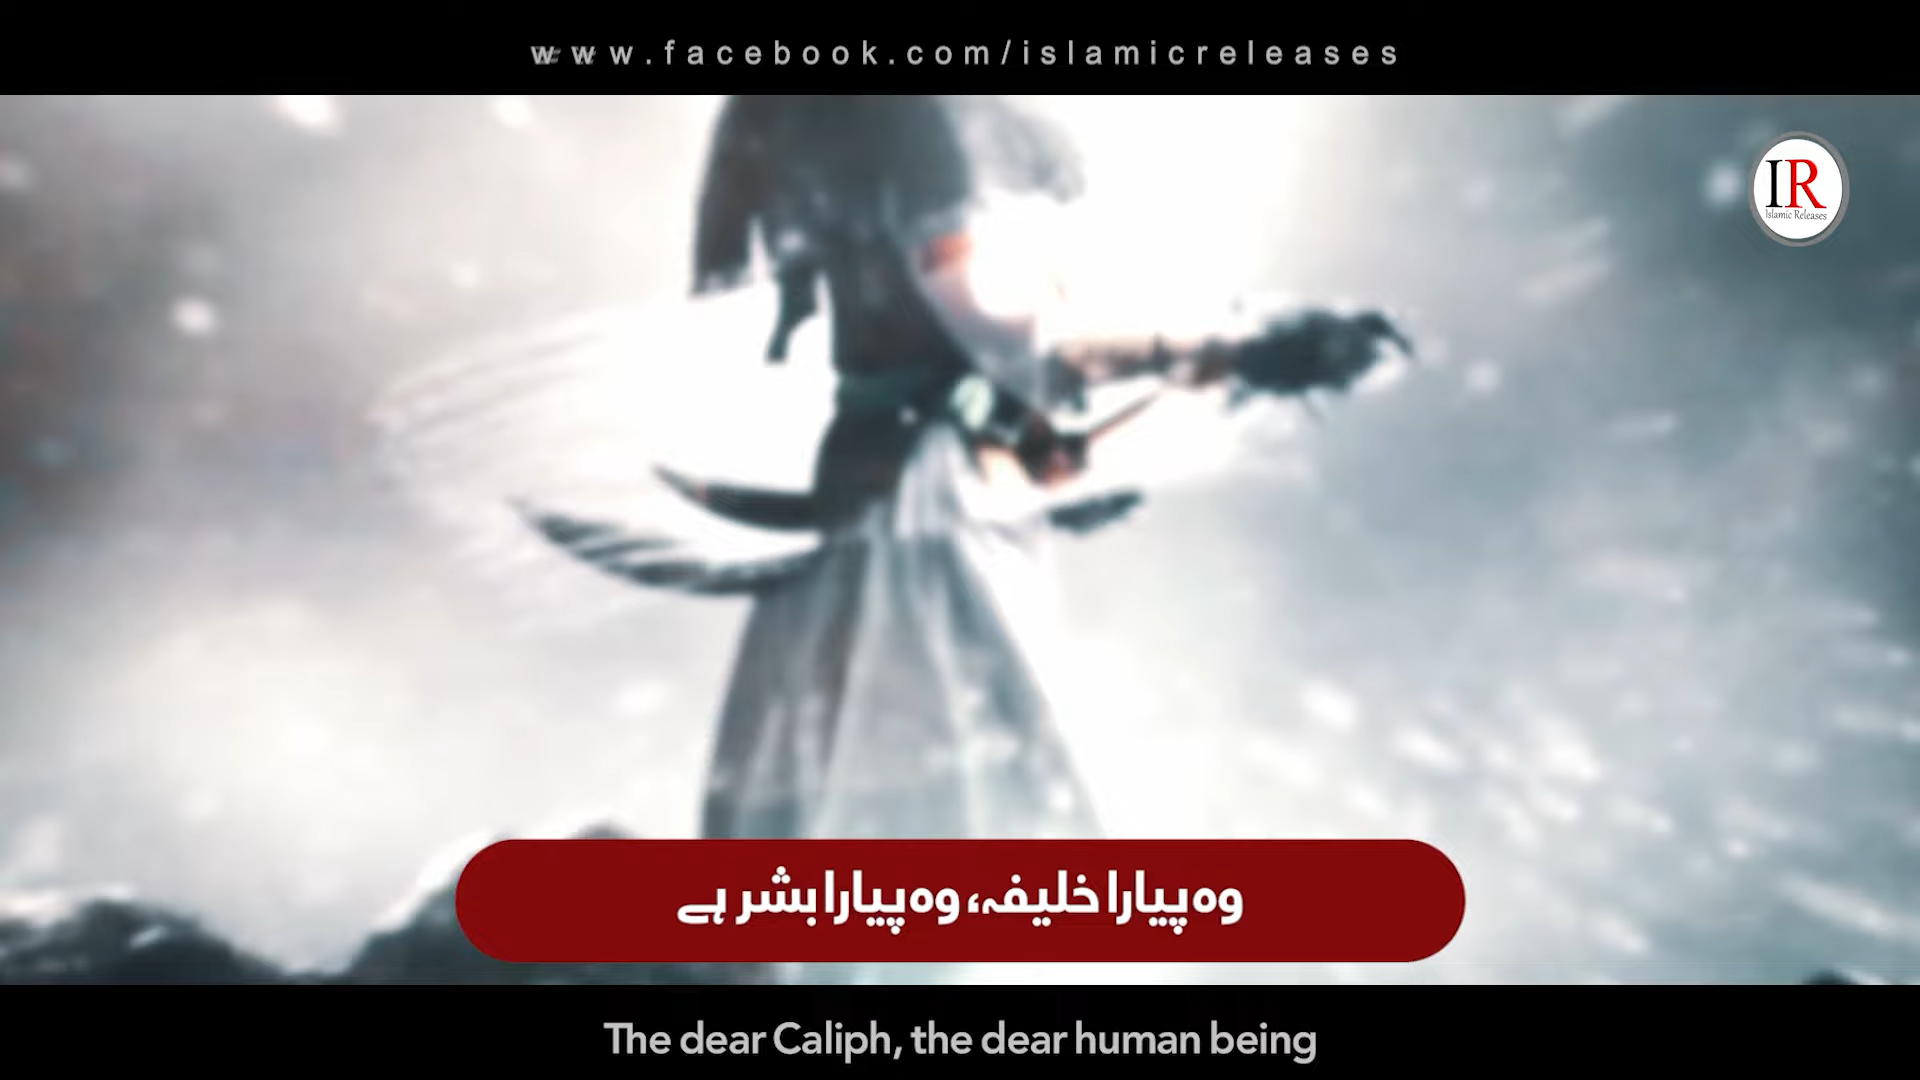 www.facebook.com/islamicreleases
IR
Islamic Releases
وہ پیارا خلیفہ، وہ پیارا بشر ہے
The dear Caliph, the dear human being